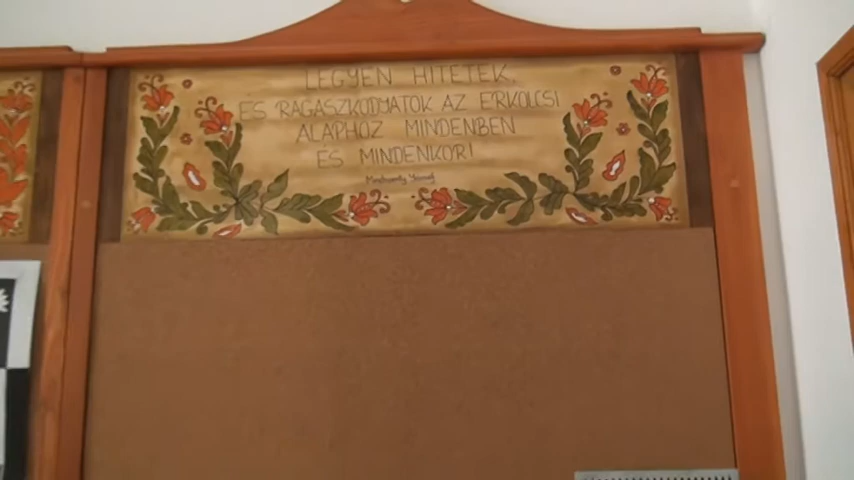 LEGYEN HITETEK,
ÉS RAGASZKODJATOK AZ ERKÖLCSI
ALAPHOZ MINDENBEN
ÉS MINDENKOR!